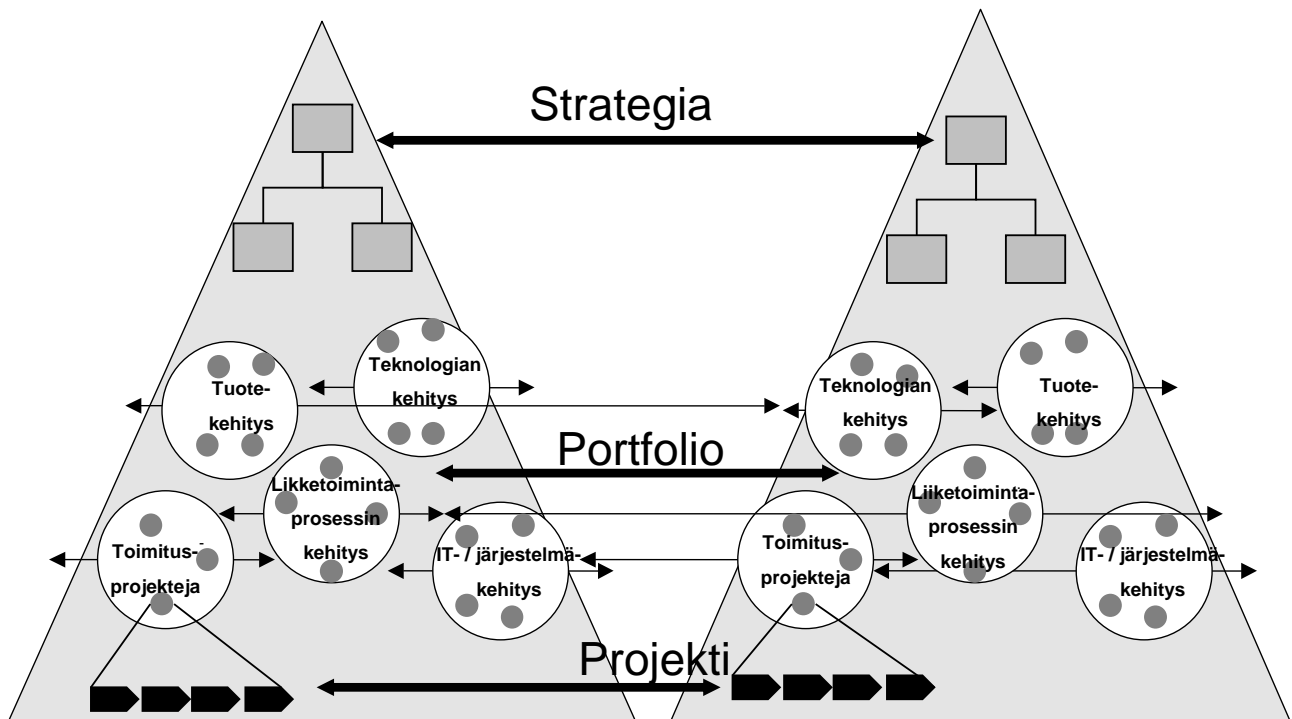 Strategia
Teknologian
kehitys
Tuote-
kehitys
Teknologian
kehitys
Tuote-
kehitys
Portfolio
Likketoiminta-
prosessin
kehitys
Toimitus-
projekteja
IT- / järjestelmä-
kehitys
Liiketoiminta-
prosessin
kehitys
Toimitus-
projekteja
IT- / järjestelmä-
kehitys
Projekti